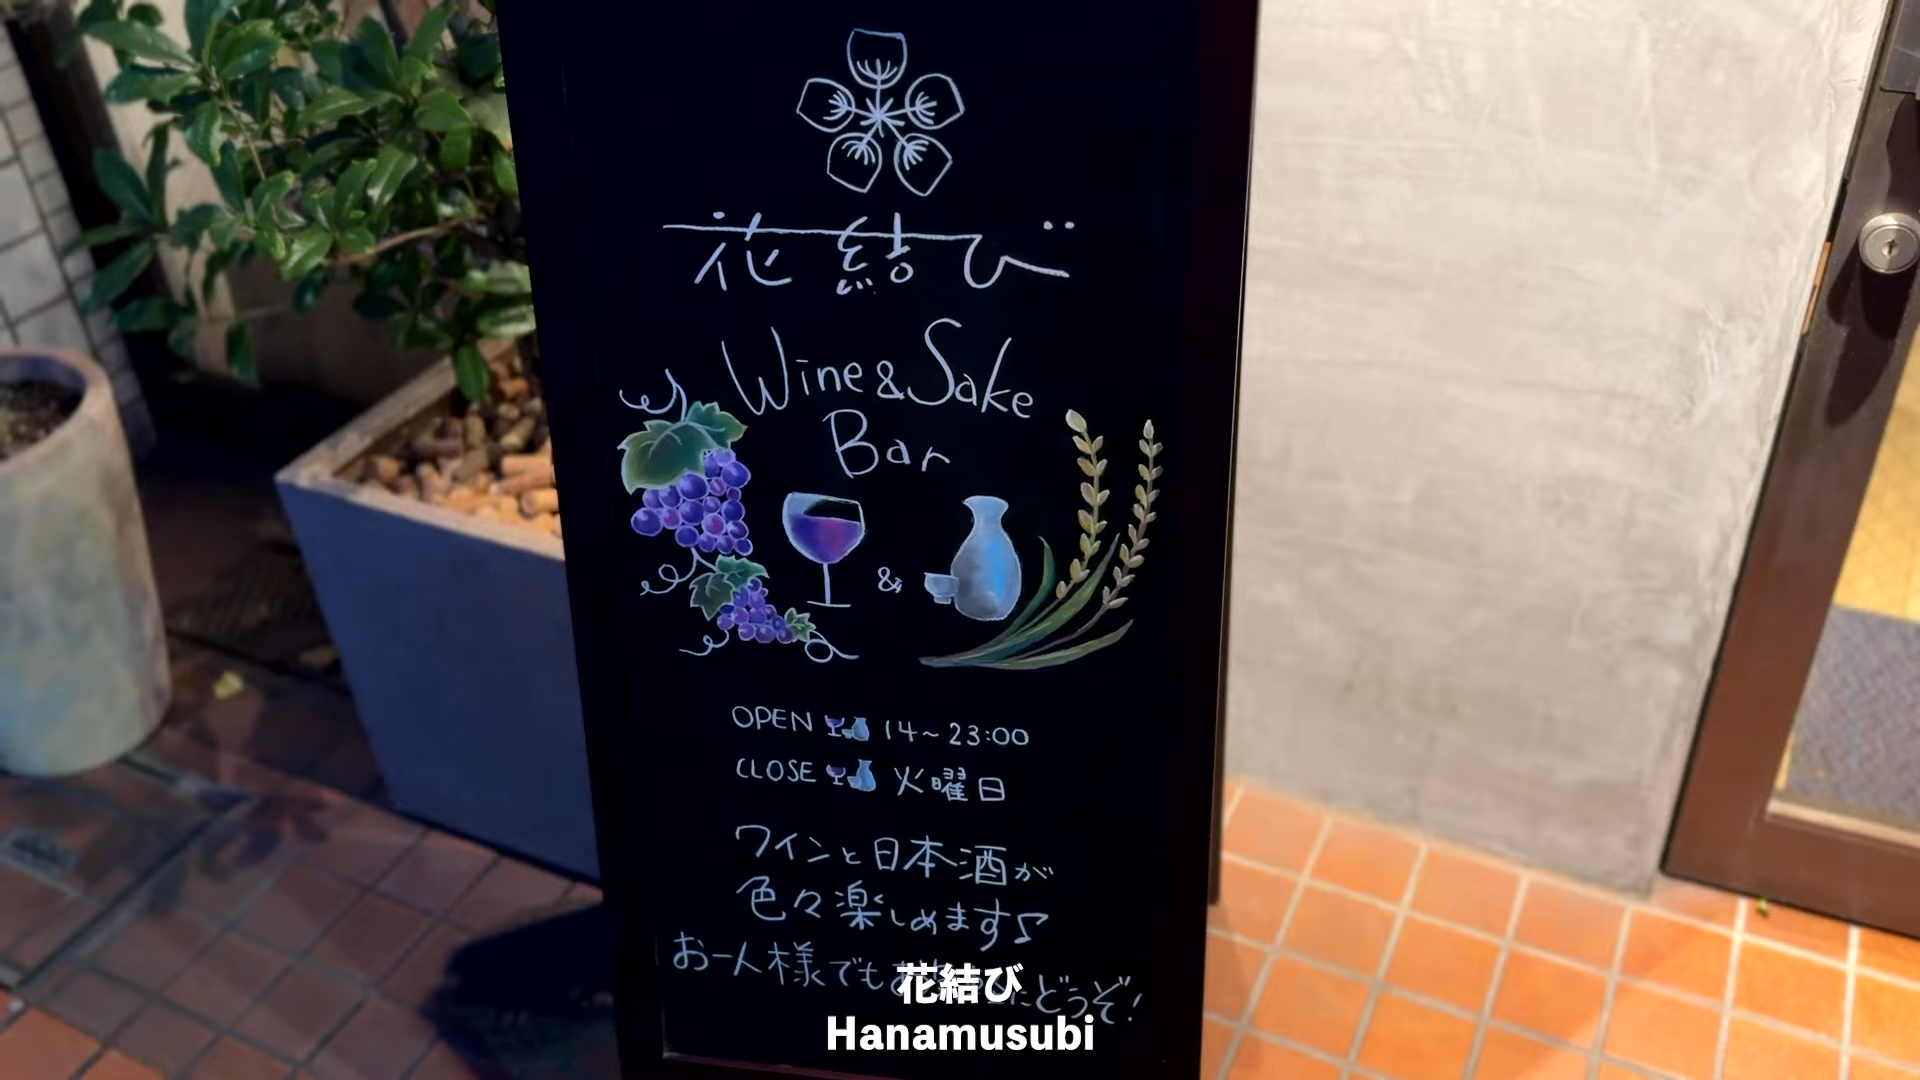 花結び
Wine & Sake
Bar
&
OPEN 14~23:00
CLOSE 火曜日
ワインと日本酒が
色々楽しめます♪
お一人様でも どうぞ!
花結び
Hanamusubi